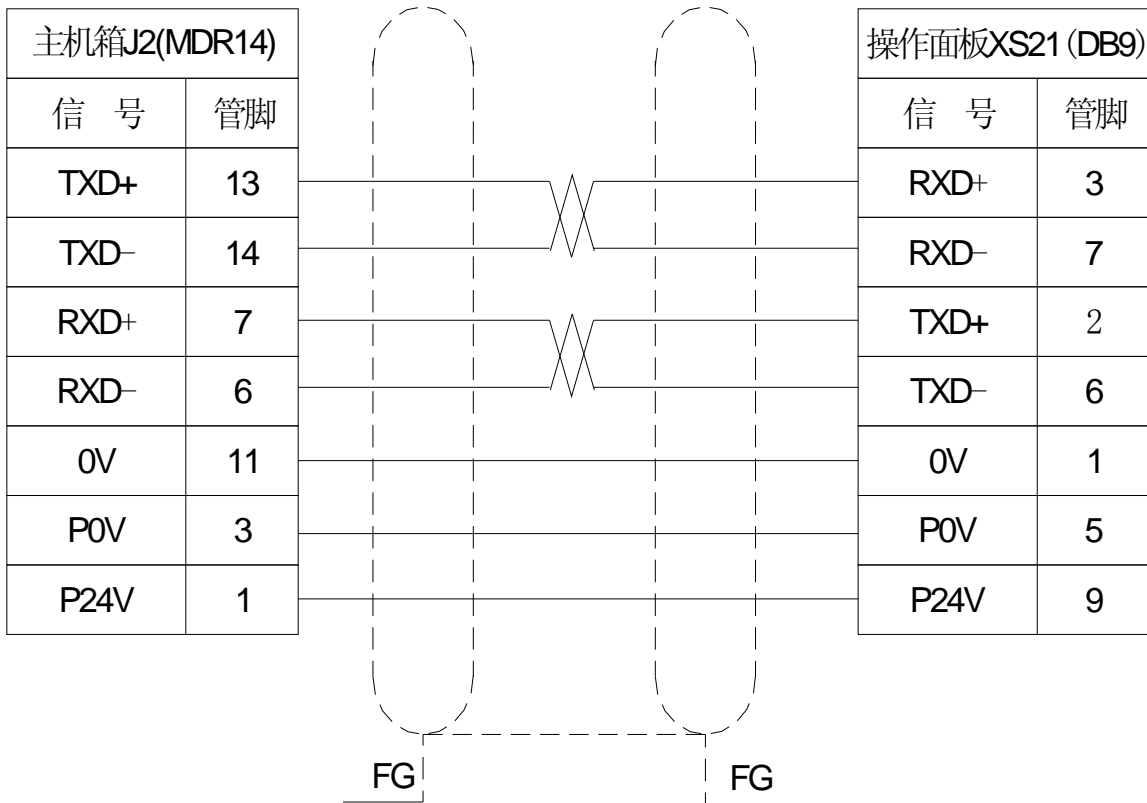 主机箱J2(MDR14) 操作面板XS21（DB9）
信 号 管脚 信 号 管脚
TXD+ 13 RXD+ 3
TXD- 14 RXD- 7
RXD+ 7 TXD+ 2
RXD- 6 TXD- 6
0V 11 0V 1
P0V 3 P0V 5
P24V 1 P24V 9
FG FG